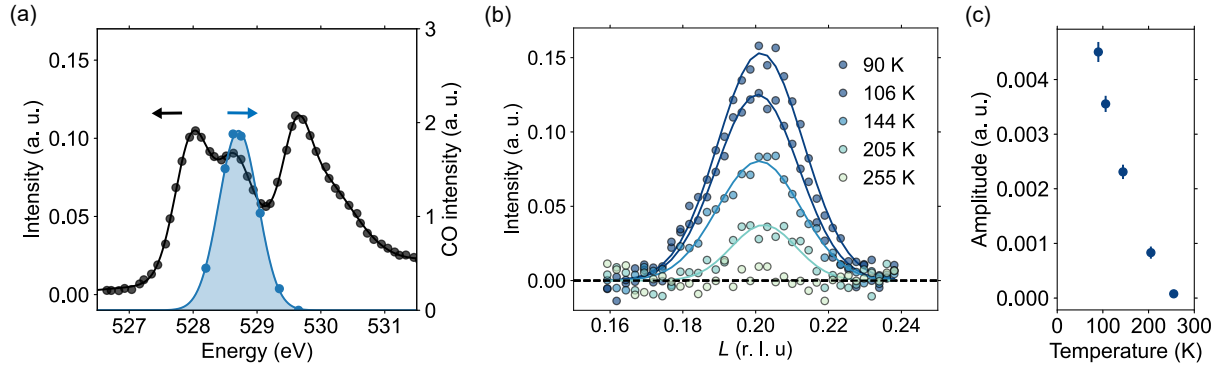 (a)
Intensity (a. u.)
0.15
0.10
0.05
0.00
527
528
529
530
531
Energy (eV)
3
2
1
0
CO intensity (a. u.)
(b)
Intensity (a. u.)
0.15
0.10
0.05
0.00
0.16
0.18
0.20
0.22
0.24
L (r. l. u)
90 K
106 K
144 K
205 K
255 K
(c)
Amplitude (a. u.)
0.004
0.003
0.002
0.001
0.000
0
100
200
300
Temperature (K)